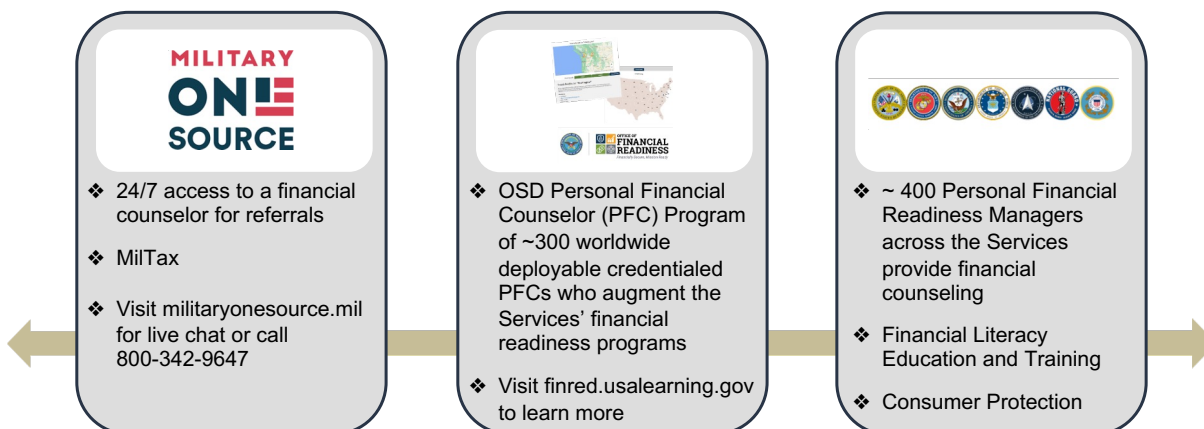 MILITARY
ONE
SOURCE
❖ 24/7 access to a financial
counselor for referrals
❖ MilTax
❖ Visit militaryonesource.mil
for live chat or call
800-342-9647
OFFICE OF
FINANCIAL
READINESS
❖ OSD Personal Financial
Counselor (PFC) Program
of ~300 worldwide
deployable credentialed
PFCs who augment the
Services’ financial
readiness programs
❖ Visit finred.usalearning.gov
to learn more
❖ ~ 400 Personal Financial
Readiness Managers
across the Services
provide financial
counseling
❖ Financial Literacy
Education and Training
❖ Consumer Protection